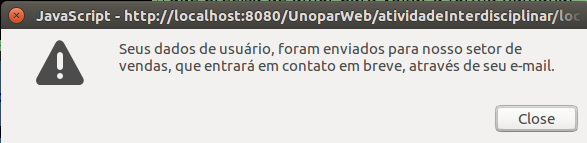 JavaScript - http://localhost:8080/UnoparWeb/atividadeInterdisciplinar/loc
Seus dados de usuário, foram enviados para nosso setor de
vendas, que entrará em contato em breve, através de seu e-mail.
Close